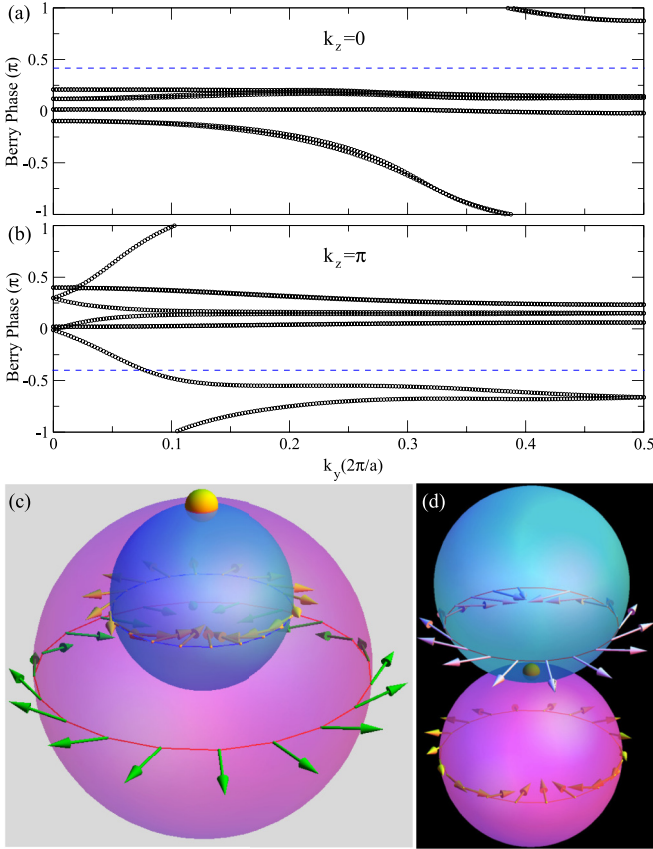 (a)
1
k_z=0
0.5
0
-0.5
-1
Berry Phase (π)
(b)
1
k_z=π
0.5
0
-0.5
-1
Berry Phase (π)
0 0.1 0.2 0.3 0.4 0.5
k_y(2π/a)
(c)
(d)